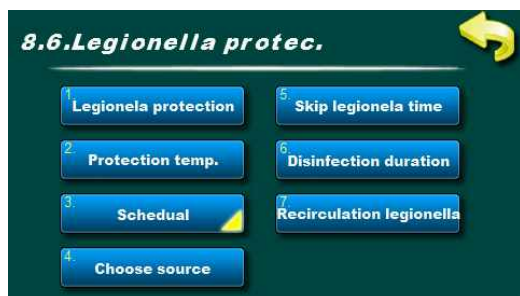 8.6.Legionella protec.
1. Legionela protection
2. Protection temp.
3. Schedual
4. Choose source
5. Skip legionela time
6. Disinfection duration
7. Recirculation legionella